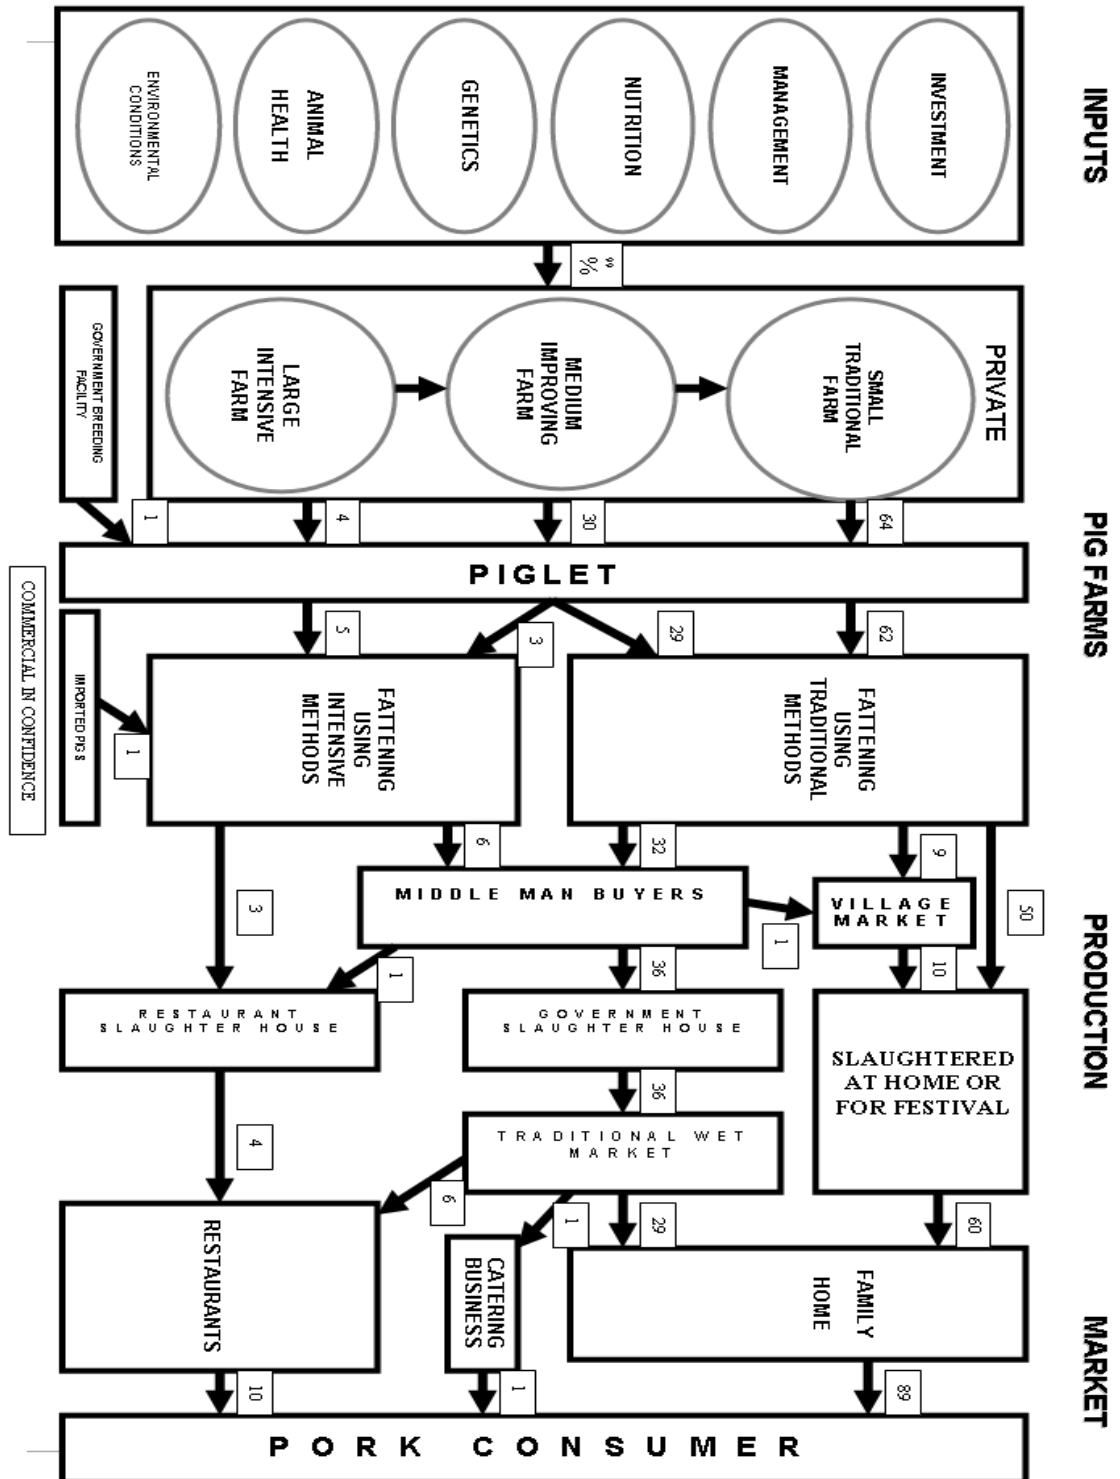 INPUTS
INVESTMENT
MANAGEMENT
NUTRITION
GENETICS
ANIMAL
HEALTH
ENVIRONMENTAL
CONDITIONS
99
%
PIG FARMS
PRIVATE
SMALL
TRADITIONAL
FARM
MEDIUM
IMPROVING
FARM
LARGE
INTENSIVE
FARM
GOVERNMENT BREEDING
FACILITY
64
30
4
1
PIGLET
62
29
3
5
IMPORTED PIGS
1
COMMERCIAL IN CONFIDENCE
FATTENING
USING
TRADITIONAL
METHODS
FATTENING
USING
INTENSIVE
METHODS
PRODUCTION
50
9
32
6
3
MIDDLE MAN BUYERS
1
VILLAGE
MARKET
10
36
1
RESTAURANT
SLAUGHTER HOUSE
GOVERNMENT
SLAUGHTER HOUSE
SLAUGHTERED
AT HOME OR
FOR FESTIVAL
36
TRADITIONAL WET
MARKET
4
6
1
29
60
MARKET
RESTAURANTS
CATERING
BUSINESS
FAMILY
HOME
10
1
89
PORK CONSUMER